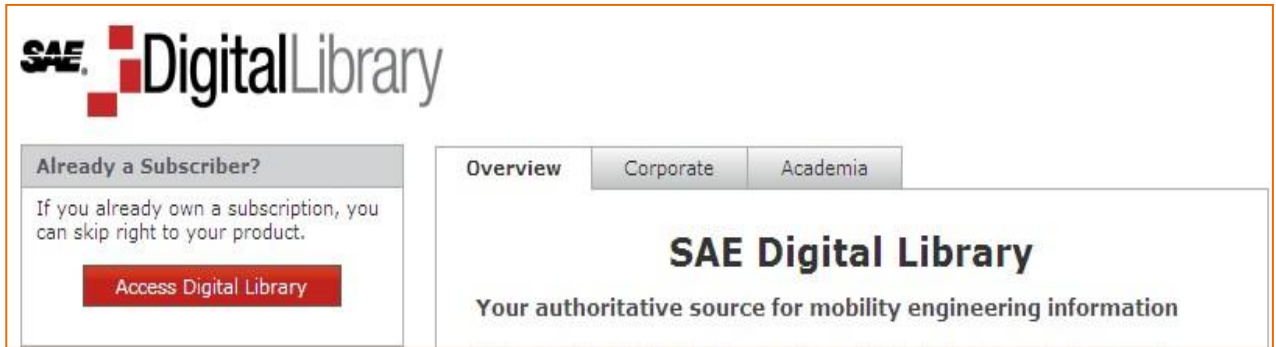 SAE. DigitalLibrary
Already a Subscriber?
If you already own a subscription, you
can skip right to your product.
Access Digital Library
Overview Corporate Academia
SAE Digital Library
Your authoritative source for mobility engineering information